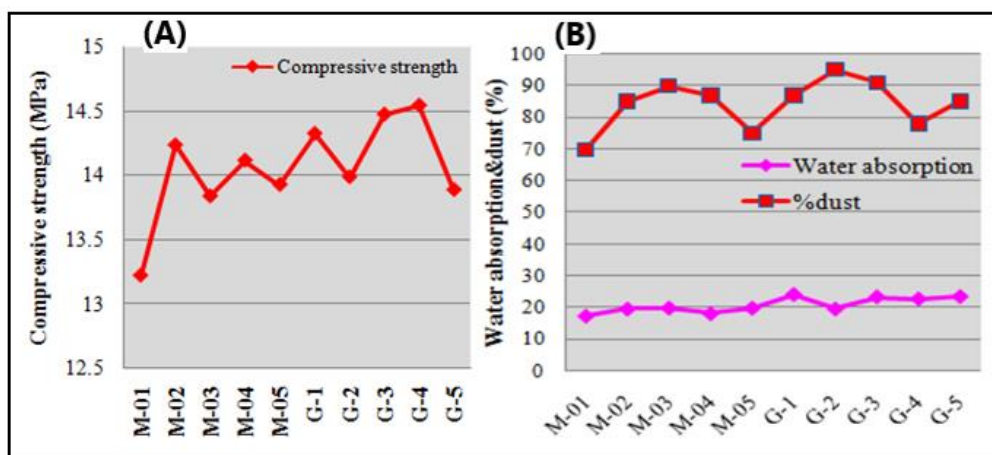 (A)
Compressive strength
Compressive strength (MPa)
15
14.5
14
13.5
13
12.5
M-01
M-02
M-03
M-04
M-05
G-1
G-2
G-3
G-4
G-5
(B)
Water absorption&dust (%)
100
90
80
70
60
50
40
30
20
10
0
Water absorption
%dust
M-01
M-02
M-03
M-04
M-05
G-1
G-2
G-3
G-4
G-5